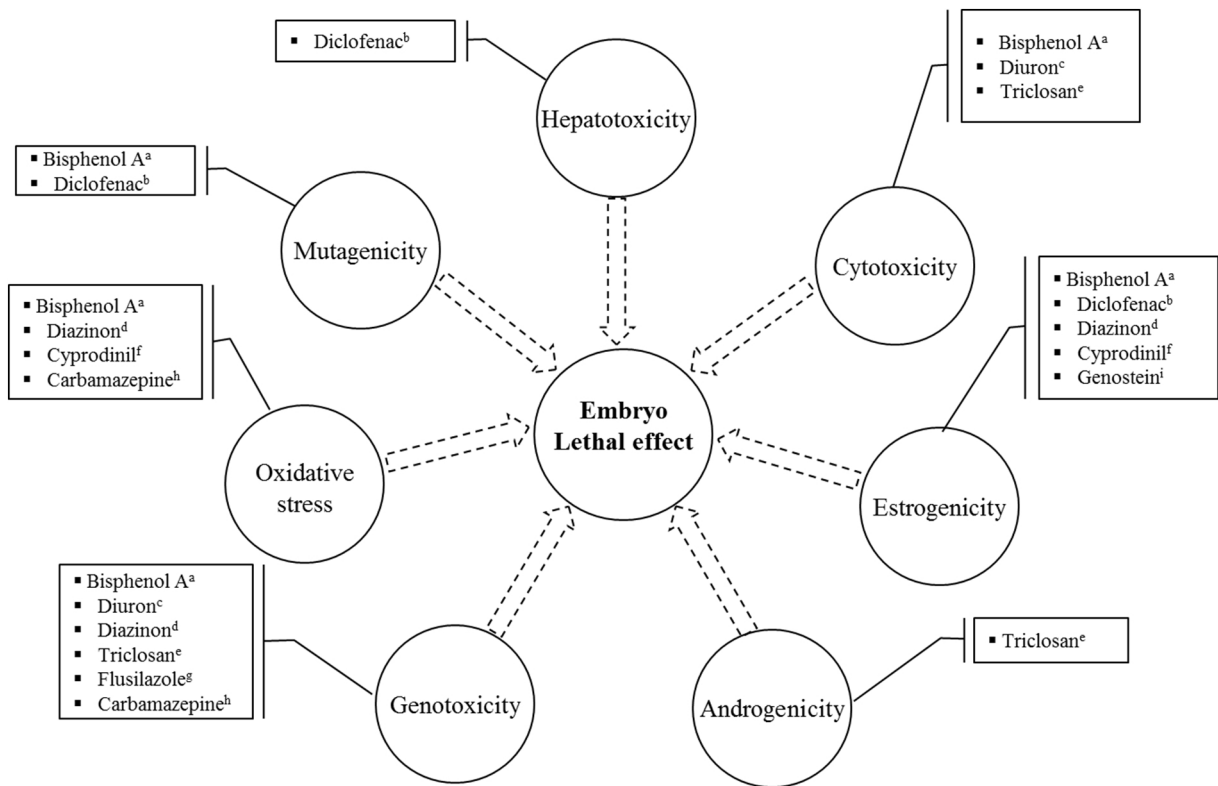 ▪ Diclofenacᵇ
Hepatotoxicity
▪ Bisphenol Aᵃ
▪ Diuronᶜ
▪ Triclosanᵉ
Cytotoxicity
▪ Bisphenol Aᵃ
▪ Diclofenacᵇ
Mutagenicity
▪ Bisphenol Aᵃ
▪ Diclofenacᵇ
▪ Diazinonᵈ
▪ Cyprodinilᶠ
▪ Genosteinⁱ
Estrogenicity
▪ Bisphenol Aᵃ
▪ Diazinonᵈ
▪ Cyprodinilᶠ
▪ Carbamazepineʰ
Oxidative
stress
Embryo
Lethal effect
▪ Bisphenol Aᵃ
▪ Diuronᶜ
▪ Diazinonᵈ
▪ Triclosanᵉ
▪ Flusilazoleᵍ
▪ Carbamazepineʰ
Genotoxicity
▪ Triclosanᵉ
Androgenicity